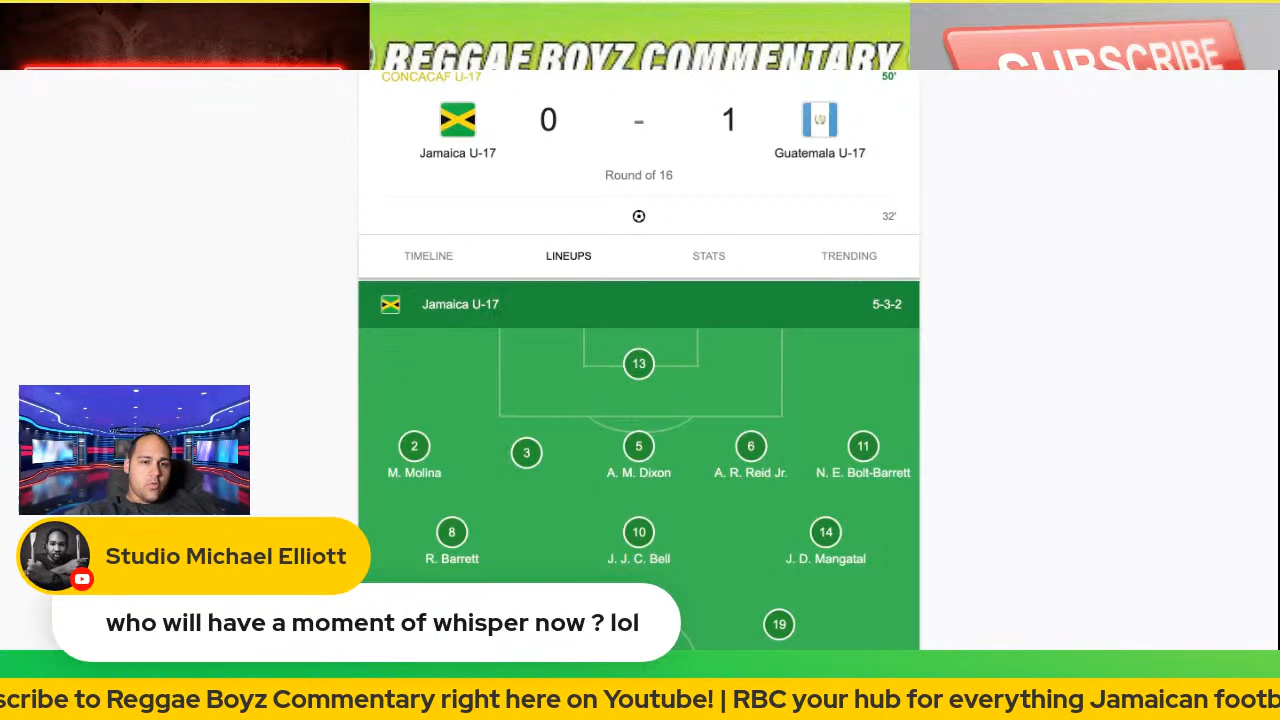 REGGAE BOYZ COMMENTARY
SUBSCRIBE
CONCACAF U-17
50'
0 - 1
Jamaica U-17
Guatemala U-17
Round of 16
32'
TIMELINE
LINEUPS
STATS
TRENDING
Jamaica U-17
5-3-2
13
2
3
5
6
11
M. Molina
A. M. Dixon
A. R. Reid Jr.
N. E. Bolt-Barrett
8
10
14
R. Barrett
J. J. C. Bell
J. D. Mangatal
19
Studio Michael Elliott
who will have a moment of whisper now ? lol
scribe to Reggae Boyz Commentary right here on Youtube! | RBC your hub for everything Jamaican footb